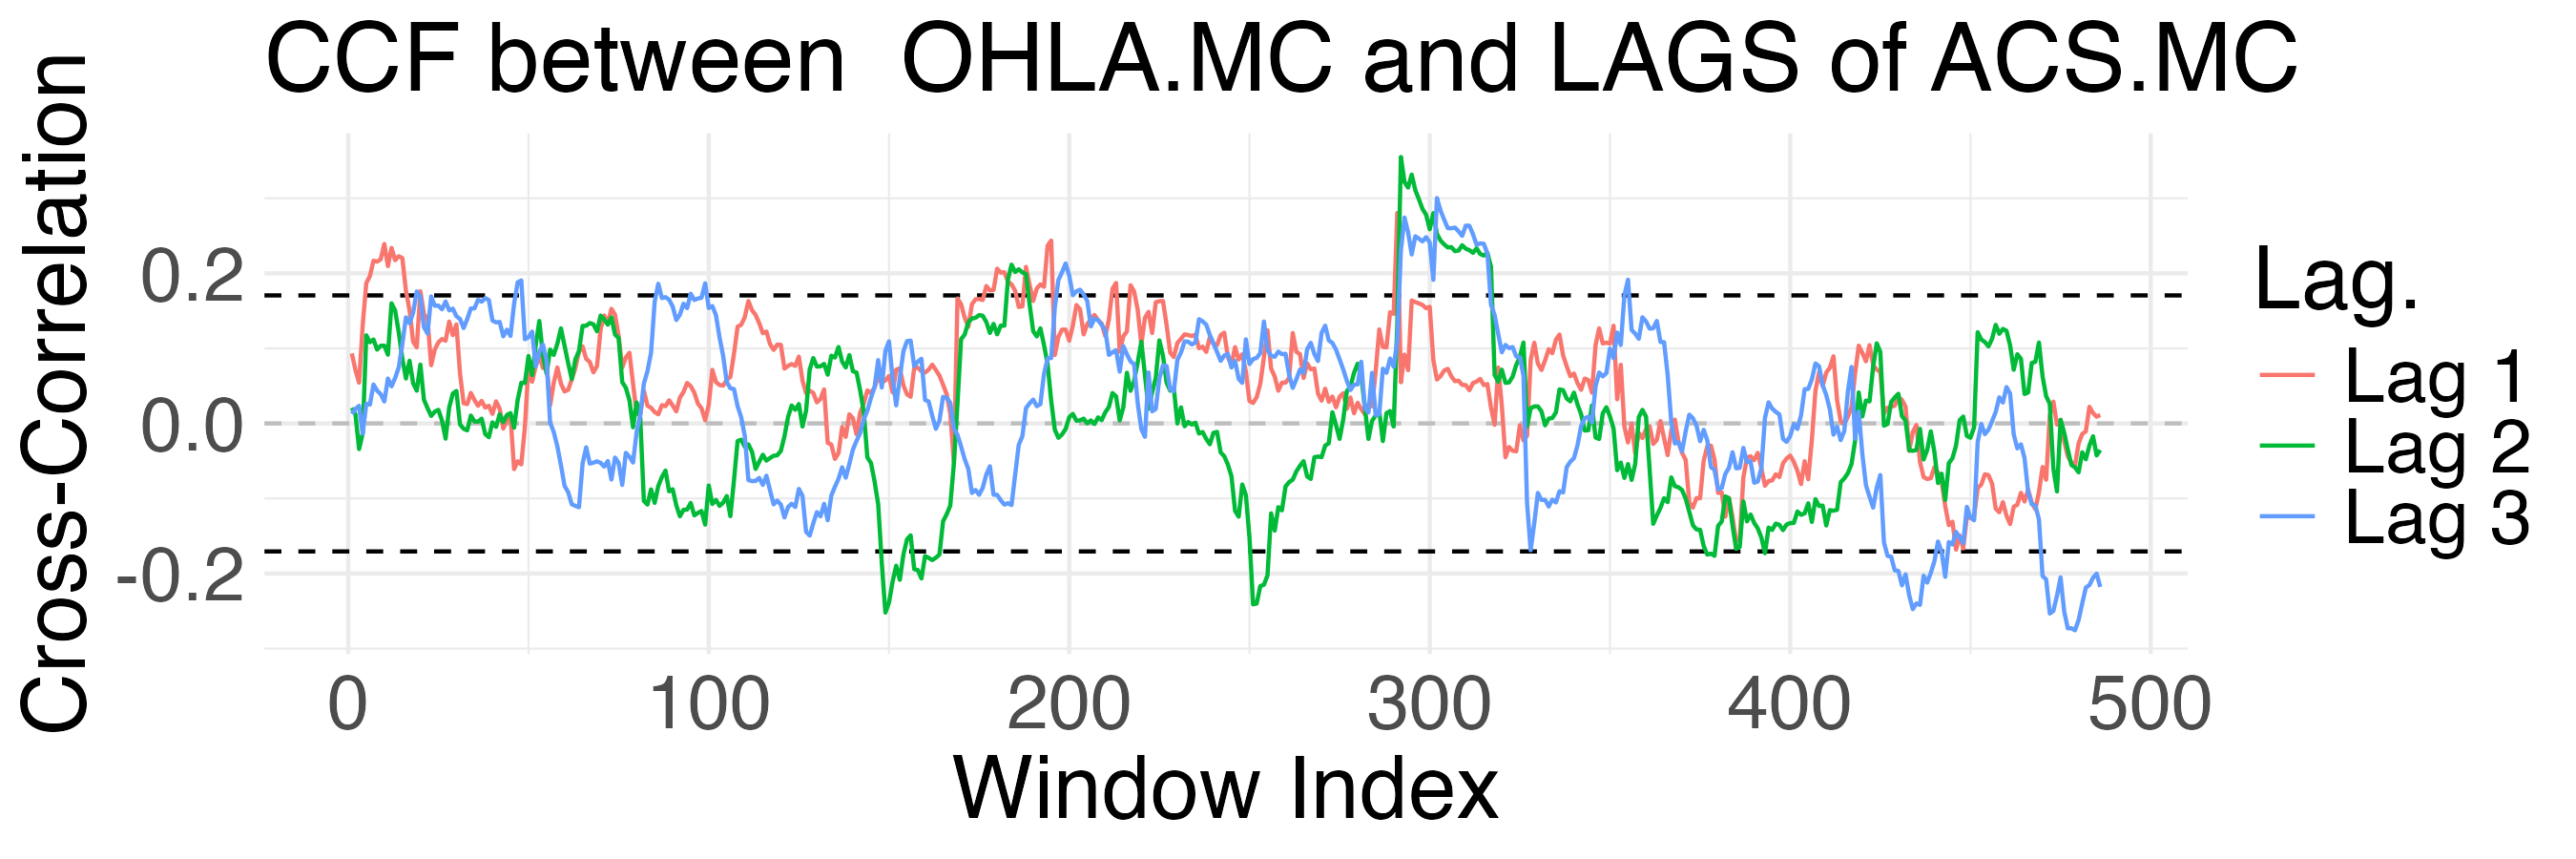 CCF between  OHLA.MC and LAGS of ACS.MC
Cross-Correlation
0.2
0.0
-0.2
0
100
200
300
400
500
Window Index
Lag.
Lag 1
Lag 2
Lag 3